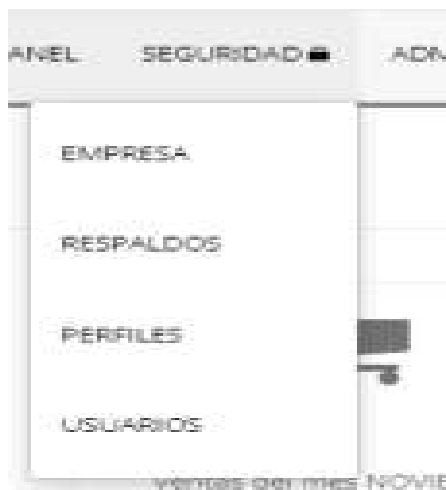 ANEL SEGURIDAD ADM
EMPRESA
RESPALDOS
PERFILES
USUARIOS
ventas del mes NOVIE